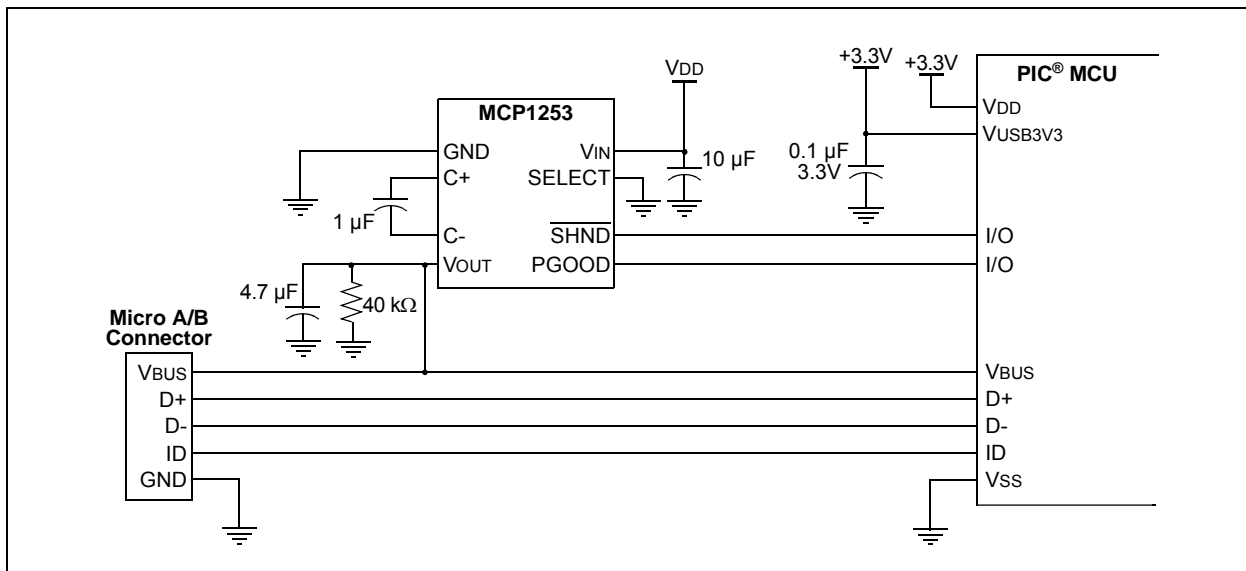 +3.3V
+3.3V
VDD
PIC® MCU
MCP1253
VDD
VUSB3V3
GND
VIN
10 µF
0.1 µF
3.3V
C+
SELECT
1 µF
C-
SHND
I/O
VOUT
PGOOD
I/O
4.7 µF
40 kΩ
Micro A/B
Connector
VBUS
VBUS
D+
D+
D-
D-
ID
ID
GND
VSS